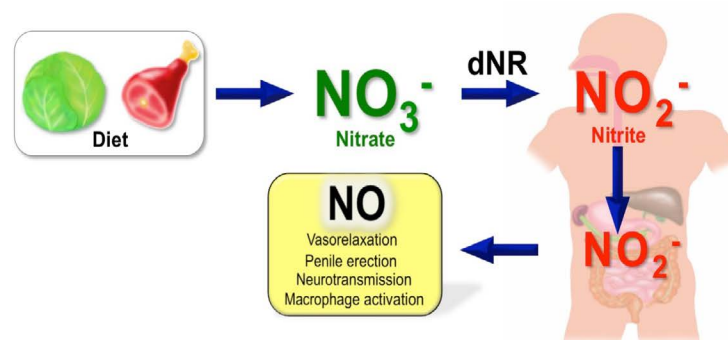 Diet
NO₃⁻
Nitrate
dNR
NO₂⁻
Nitrite
NO₂⁻
NO
Vasorelaxation
Penile erection
Neurotransmission
Macrophage activation